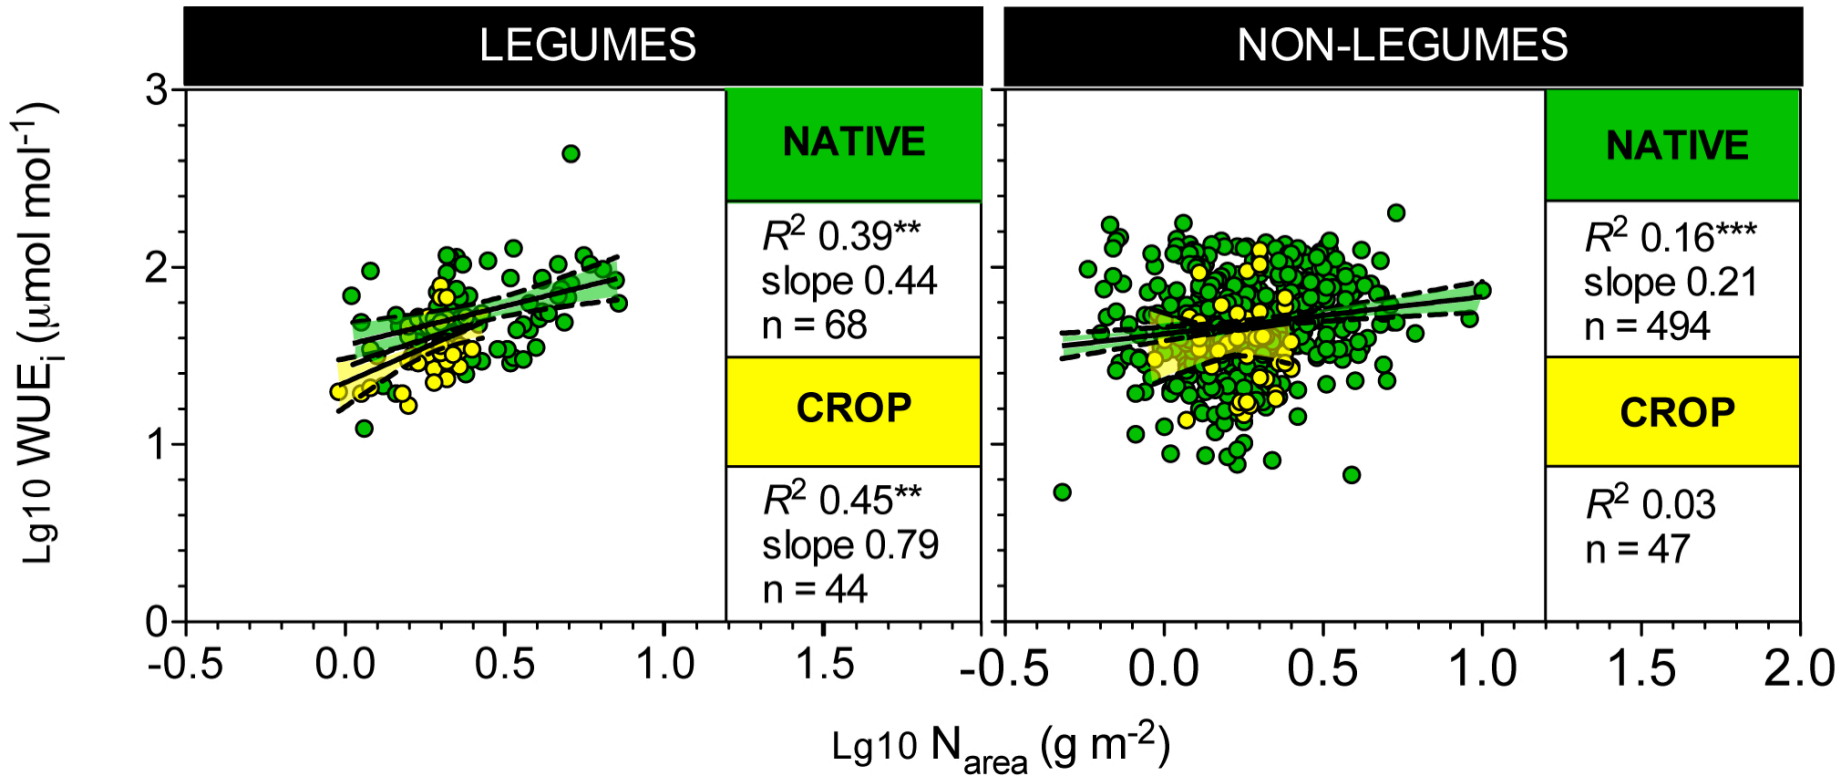 LEGUMES
NON-LEGUMES
Lg10 WUEi (µmol mol-1)
3
2
1
0
NATIVE
R2 0.39**
slope 0.44
n = 68
CROP
R2 0.45**
slope 0.79
n = 44
NATIVE
R2 0.16***
slope 0.21
n = 494
CROP
R2 0.03
n = 47
-0.5 0.0 0.5 1.0 1.5
-0.5 0.0 0.5 1.0 1.5 2.0
Lg10 Narea (g m-2)